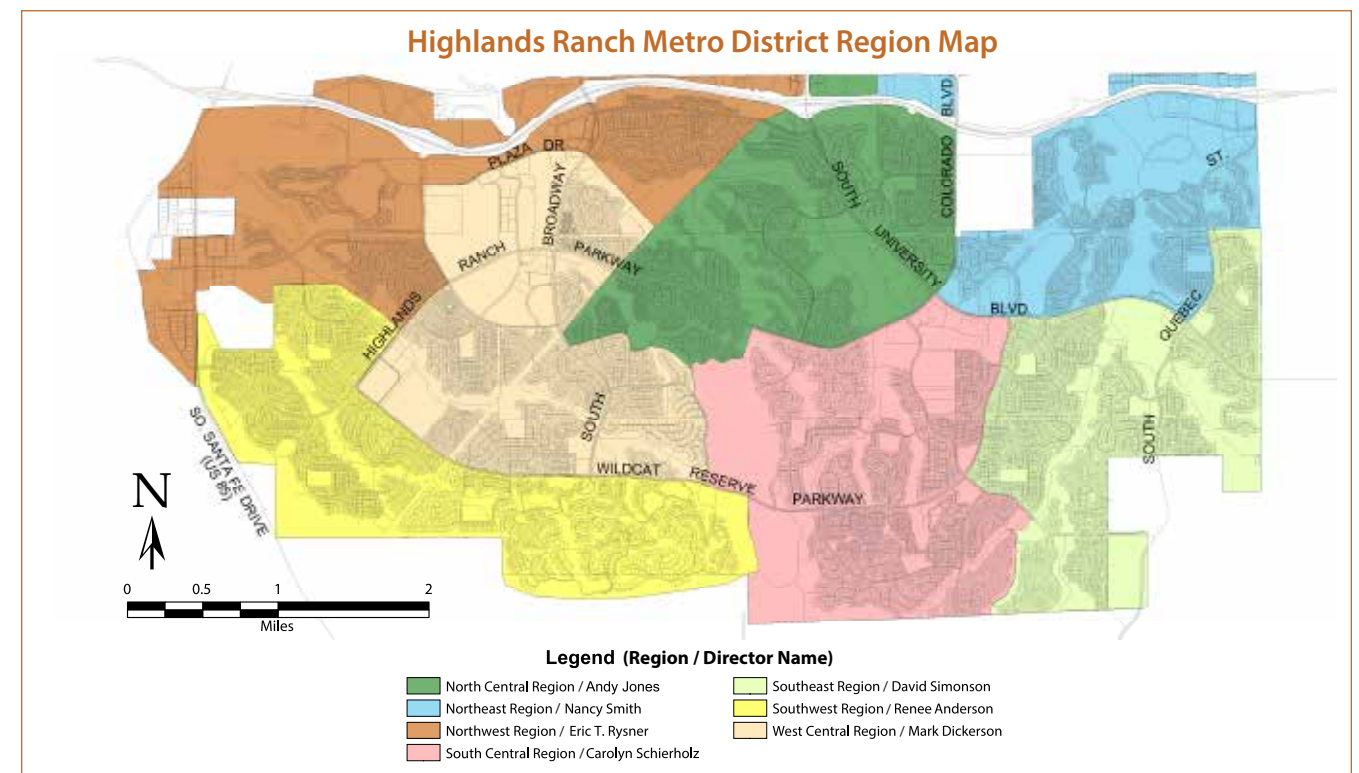 Highlands Ranch Metro District Region Map
PLAZA DR
BROADWAY
RANCH
PARKWAY
HIGHLANDS
SOUTH
UNIVERSITY
BLVD
COLORADO
BLVD
ST.
QUEBEC
SOUTH
SOUTH
WILDCAT
RESERVE
PARKWAY
SO. SANTA FE DRIVE
(US 85)
N
0 0.5 1 2
Miles
Legend (Region / Director Name)
North Central Region / Andy Jones
Northeast Region / Nancy Smith
Northwest Region / Eric T. Rysner
South Central Region / Carolyn Schierholz
Southeast Region / David Simonson
Southwest Region / Renee Anderson
West Central Region / Mark Dickerson